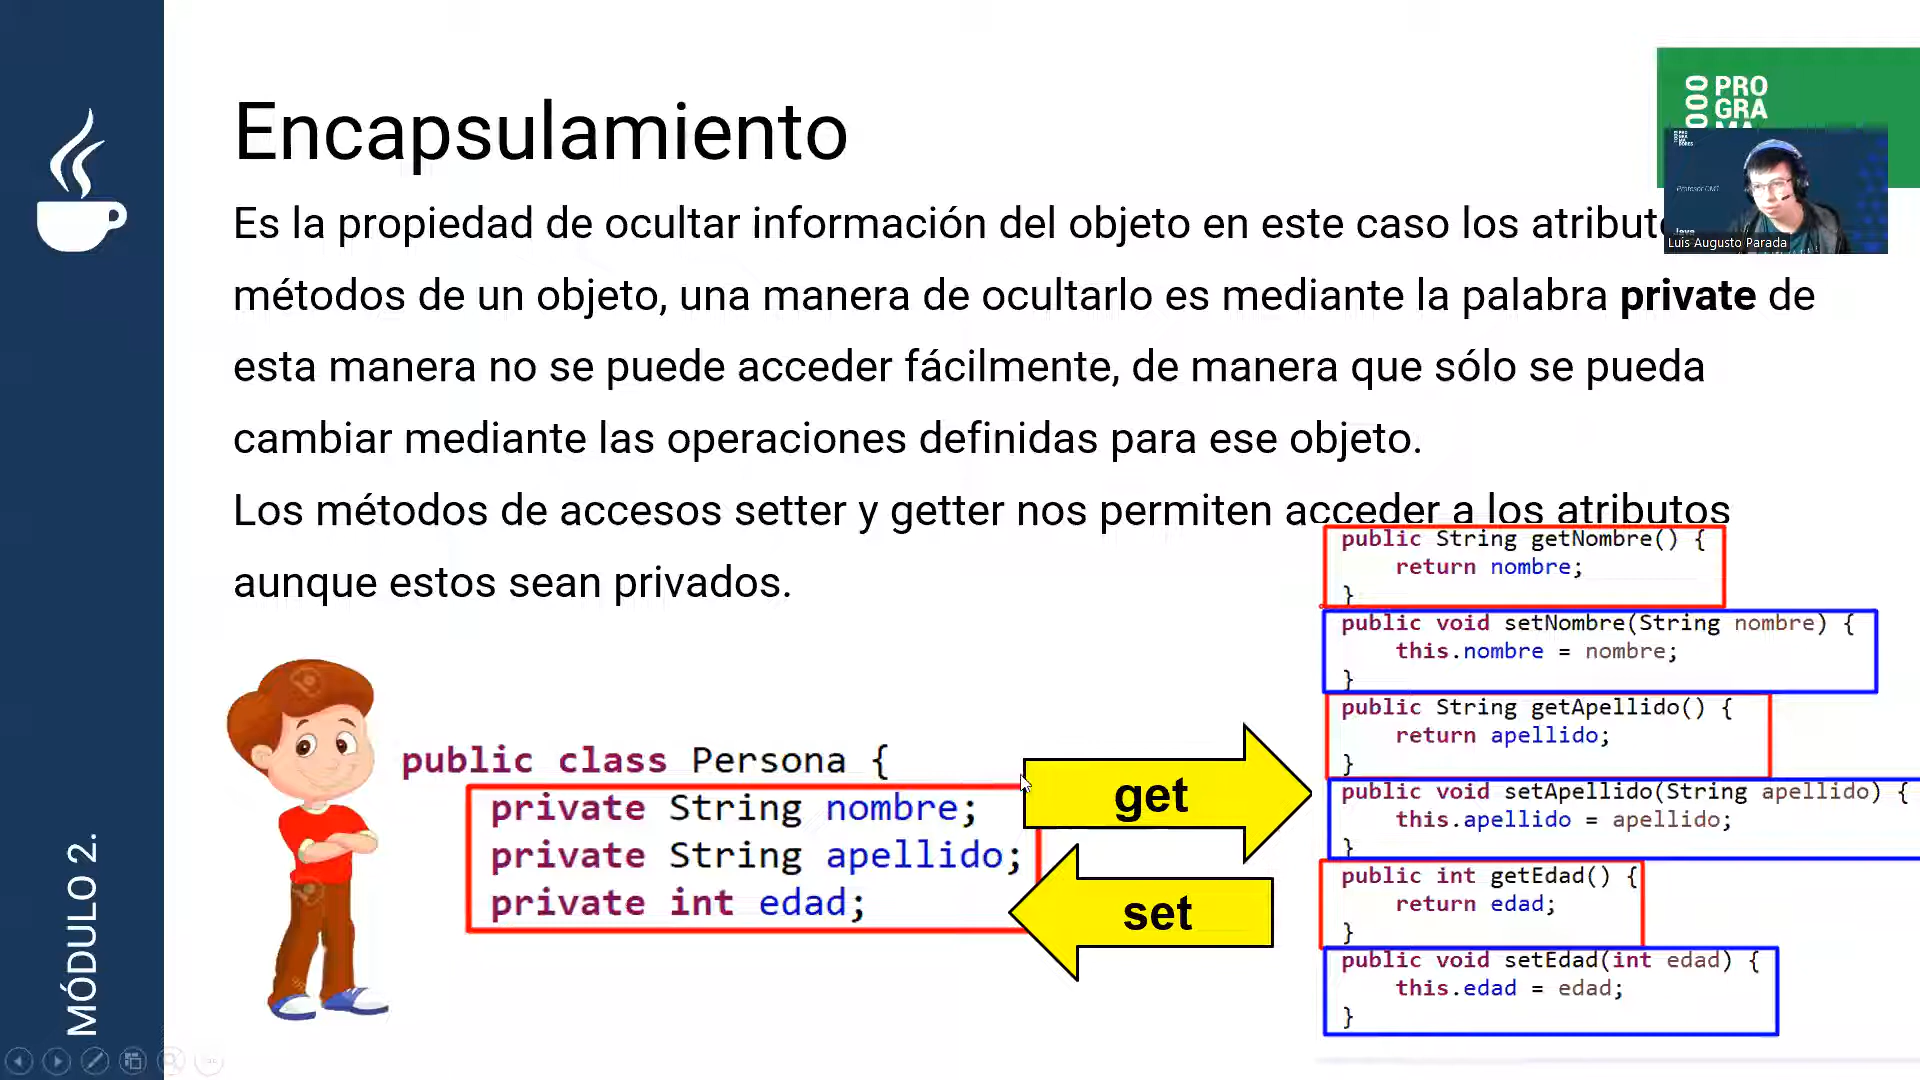 Encapsulamiento
Es la propiedad de ocultar información del objeto en este caso los
métodos de un objeto, una manera de ocultarlo es mediante la palabra private de
esta manera no se puede acceder fácilmente, de manera que sólo se pueda
cambiar mediante las operaciones definidas para ese objeto.
Los métodos de accesos setter y getter nos permiten acceder a los atributos
aunque estos sean privados.
PRO
GRA
Profesor
Luis Augusto Parada
public class Persona {
private String nombre;
private String apellido;
private int edad;
get
set
public String getNombre() {
return nombre;
}
public void setNombre(String nombre) {
this.nombre = nombre;
}
public String getApellido() {
return apellido;
}
public void setApellido(String apellido) {
this.apellido = apellido;
}
public int getEdad() {
return edad;
}
public void setEdad(int edad) {
this.edad = edad;
}
MÓDULO 2.